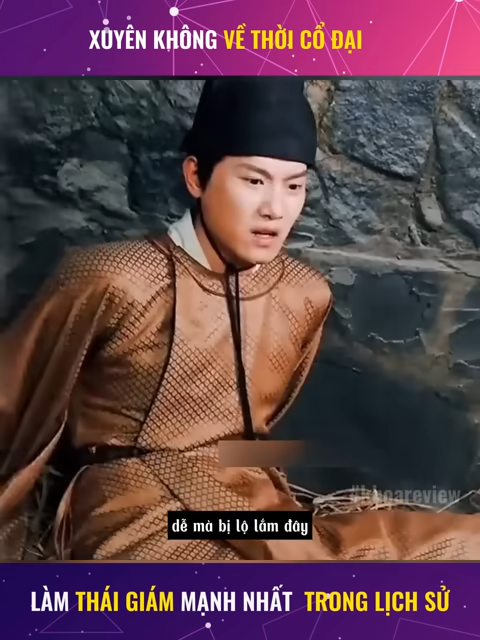 XUYÊN KHÔNG VỀ THỜI CỔ ĐẠI
#khoareview
dễ mà bị lộ lắm đây
LÀM THÁI GIÁM MẠNH NHẤT TRONG LỊCH SỬ